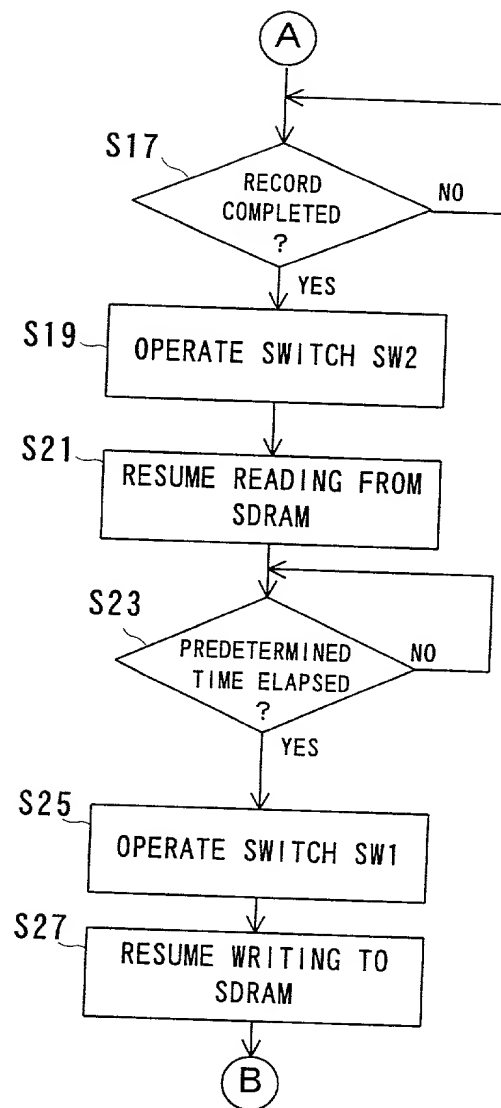 A
S17
RECORD
COMPLETED
?
NO
YES
S19
OPERATE SWITCH SW2
S21
RESUME READING FROM
SDRAM
S23
PREDETERMINED
TIME ELAPSED
?
NO
YES
S25
OPERATE SWITCH SW1
S27
RESUME WRITING TO
SDRAM
B